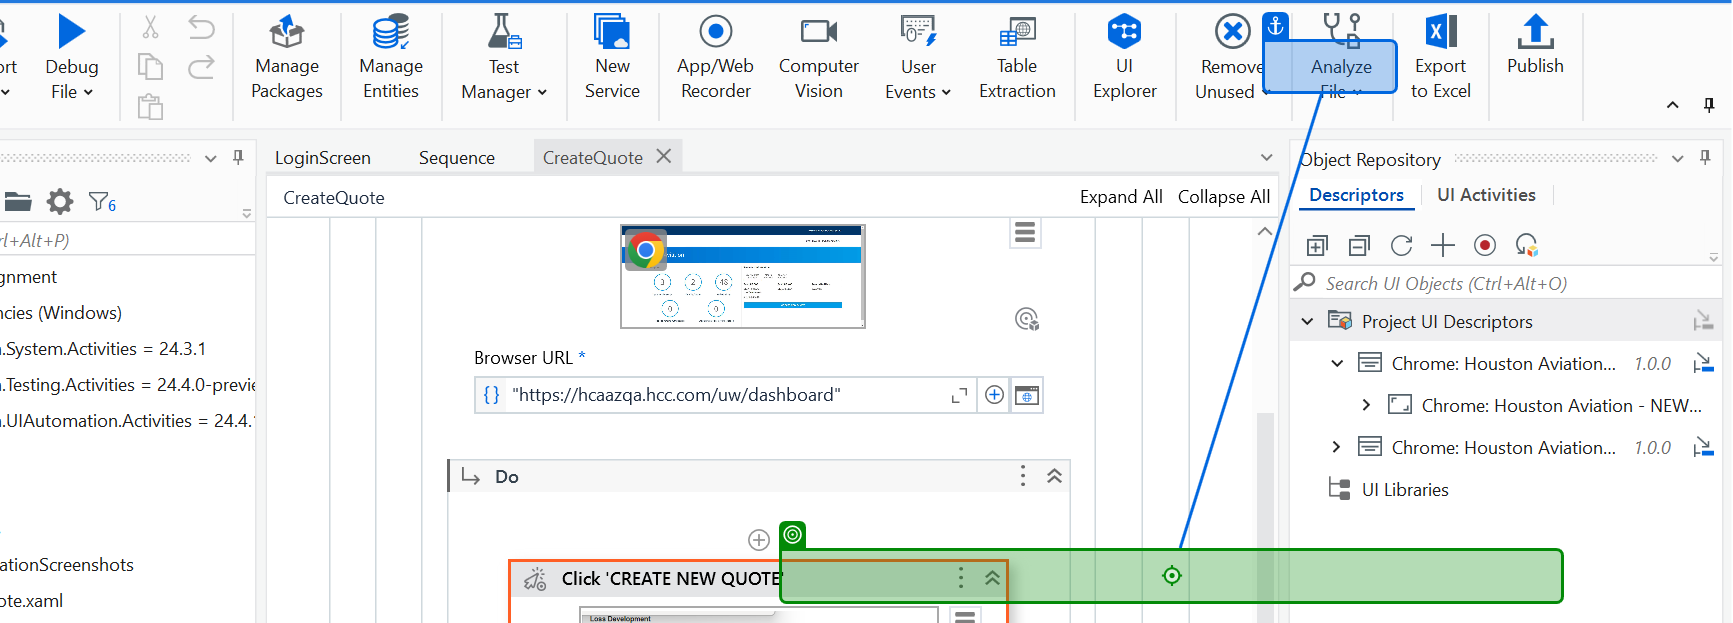 ort
Debug
File
Manage
Packages
Manage
Entities
Test
Manager
New
Service
App/Web
Recorder
Computer
Vision
User
Events
Table
Extraction
UI
Explorer
Remove
Unused
Analyze
File
Export
to Excel
Publish
LoginScreen
Sequence
CreateQuote
Object Repository
CreateQuote
Expand All
Collapse All
Descriptors
UI Activities
6
rl+Alt+P)
Search UI Objects (Ctrl+Alt+O)
gnment
ncies (Windows)
.System.Activities = 24.3.1
.Testing.Activities = 24.4.0-previe
.UIAutomation.Activities = 24.4.
ationScreenshots
ote.xaml
Browser URL *
{} "https://hcaazqa.hcc.com/uw/dashboard"
Do
Click 'CREATE NEW QUOTE'
Loss Development
Project UI Descriptors
Chrome: Houston Aviation... 1.0.0
Chrome: Houston Aviation - NEW...
Chrome: Houston Aviation... 1.0.0
UI Libraries